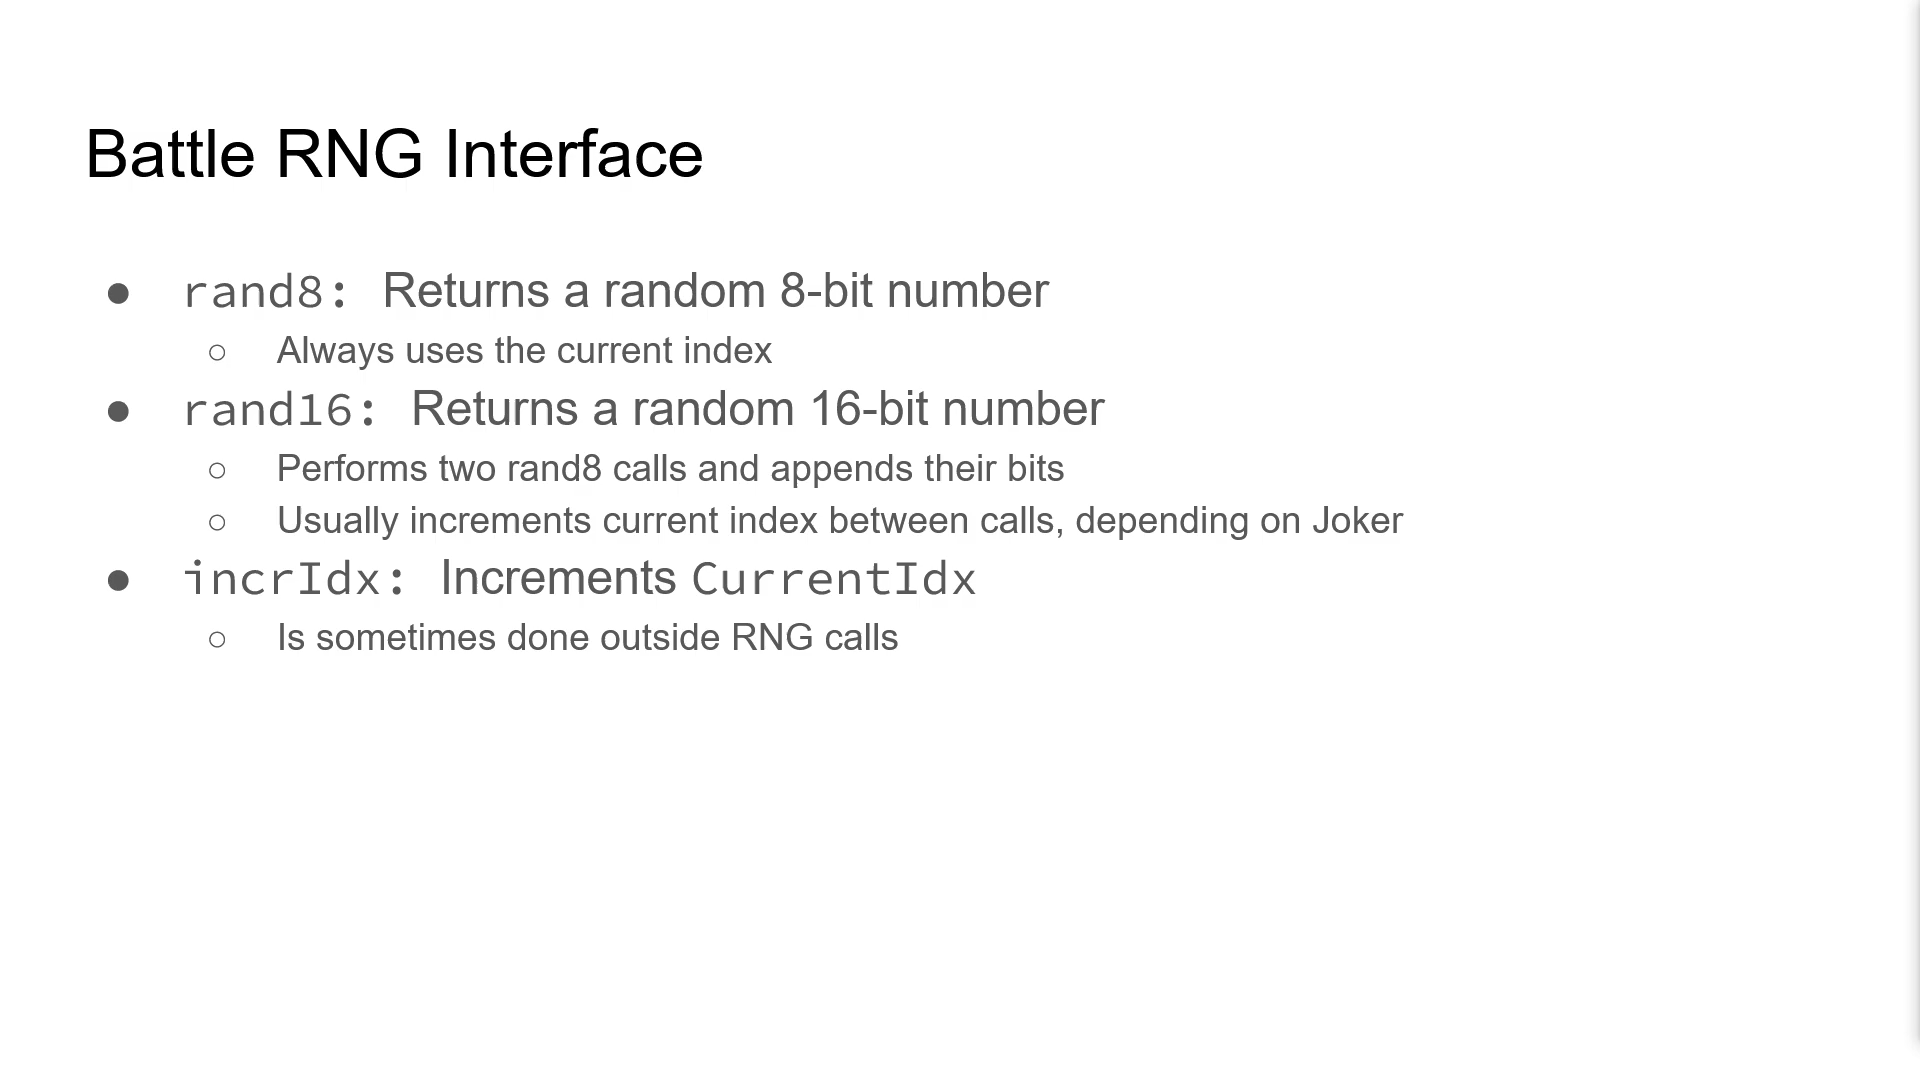 Battle RNG Interface
● rand8: Returns a random 8-bit number
○ Always uses the current index
● rand16: Returns a random 16-bit number
○ Performs two rand8 calls and appends their bits
○ Usually increments current index between calls, depending on Joker
● incrIdx: Increments CurrentIdx
○ Is sometimes done outside RNG calls